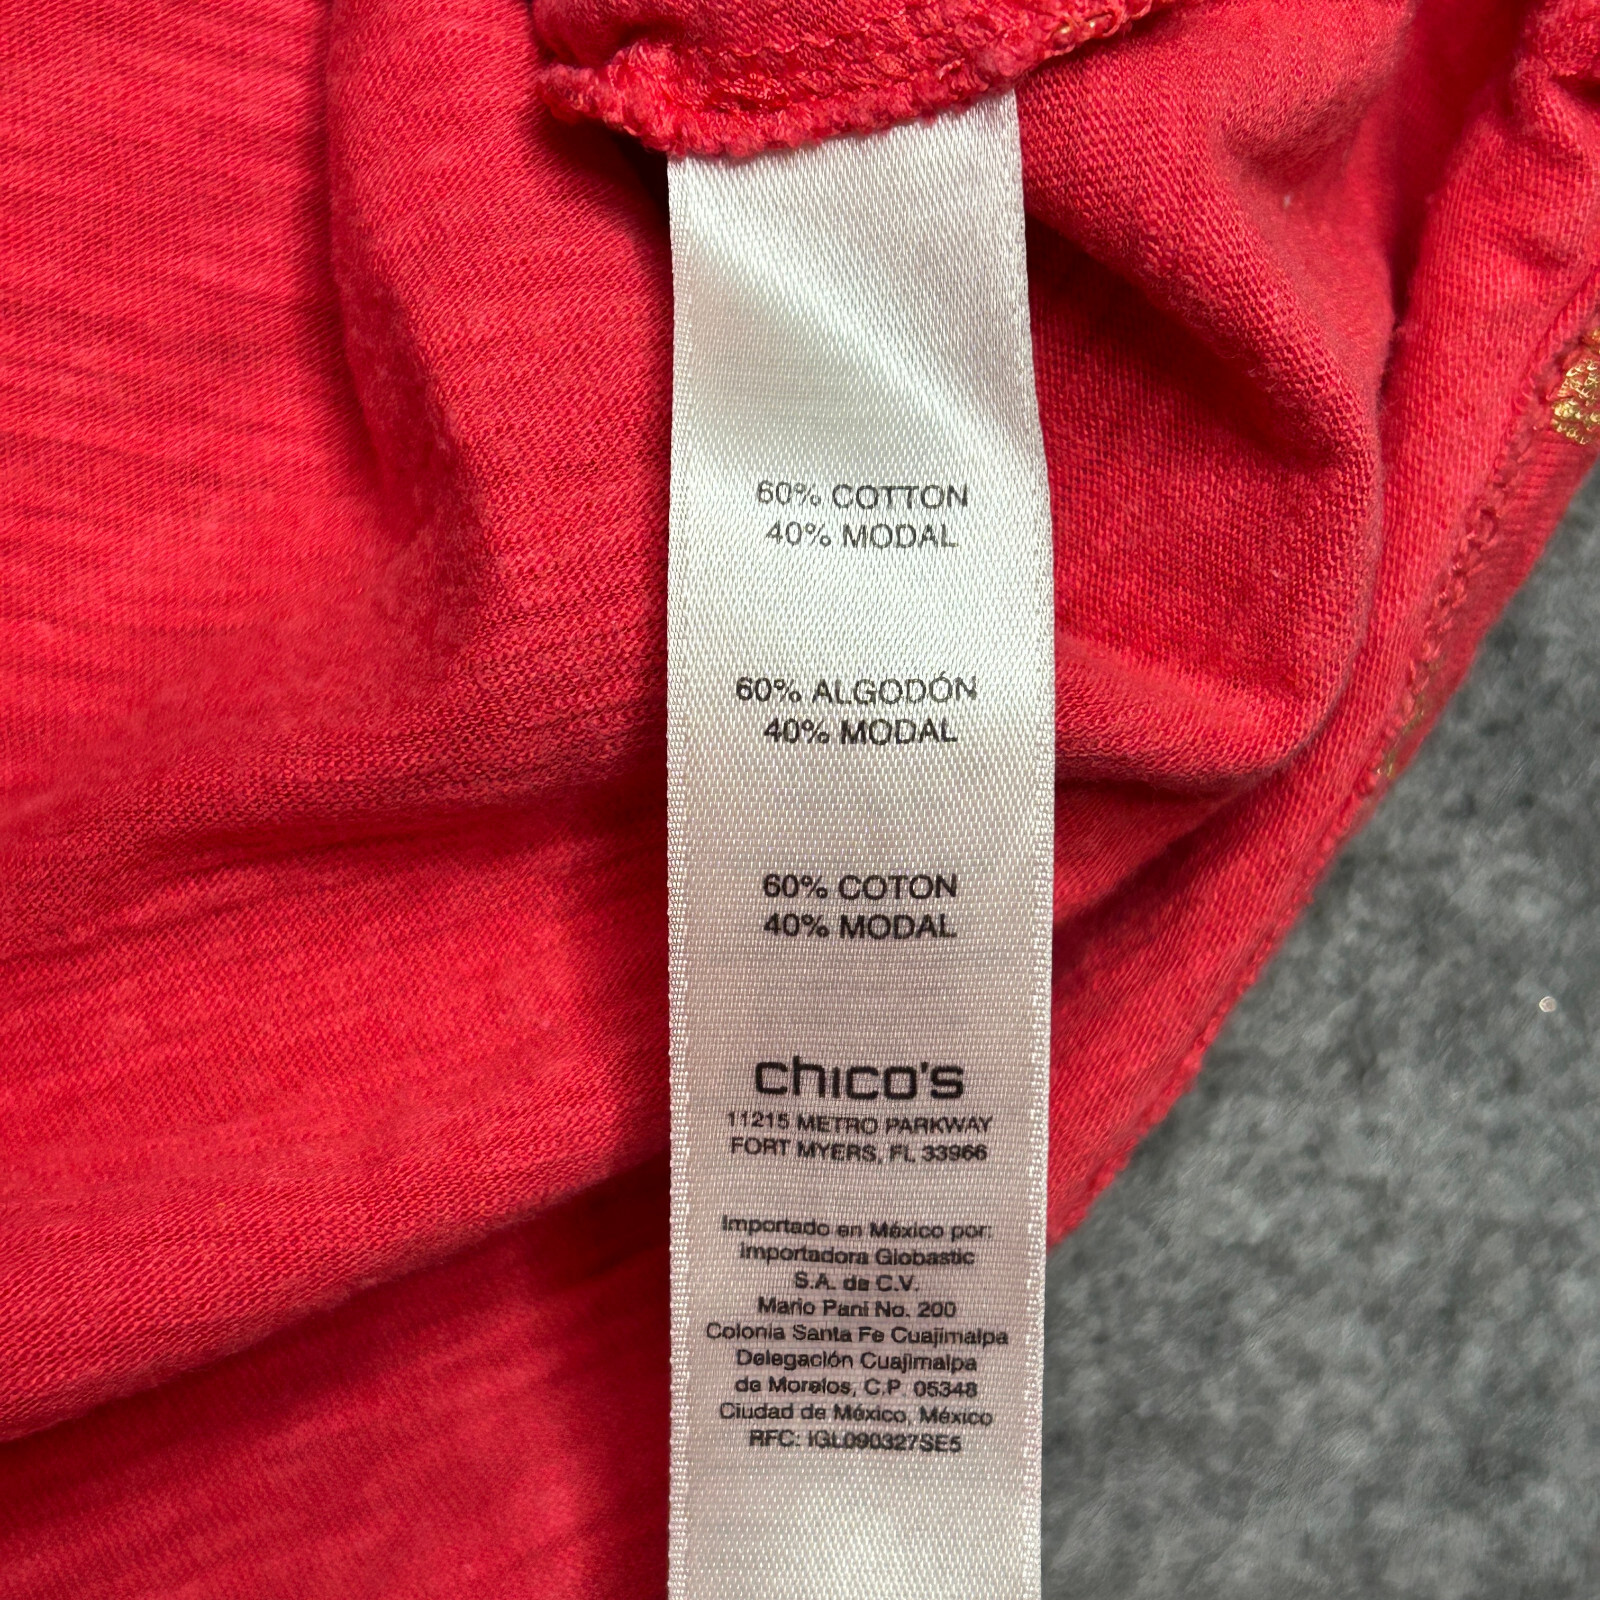 60% COTTON
40% MODAL
60% ALGODÓN
40% MODAL
60% COTON
40% MODAL
chico's
11215 METRO PARKWAY
FORT MYERS, FL 33966
Importado en México por:
Importadora Globastic
S.A. de C.V.
Mario Pani No. 200
Colonia Santa Fe Cuajimalpa
Delegación Cuajimalpa
de Morelos, C.P. 05348
Ciudad de México, México
RFC: IGL090327SE5